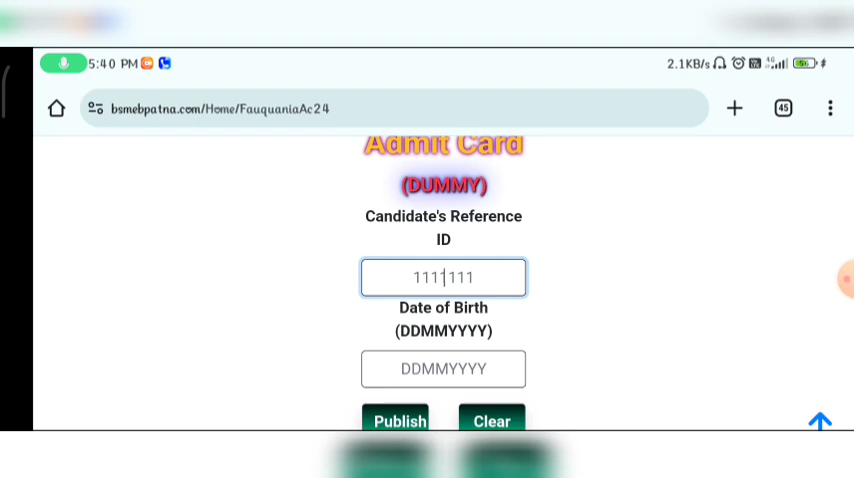 5:40 PM 2.1KB/s 4G
bsmebpatna.com/Home/FauquaniaAc24 45
Admit Card
(DUMMY)
Candidate's Reference
ID
1111111
Date of Birth
(DDMMYYYY)
DDMMYYYY
Publish Clear